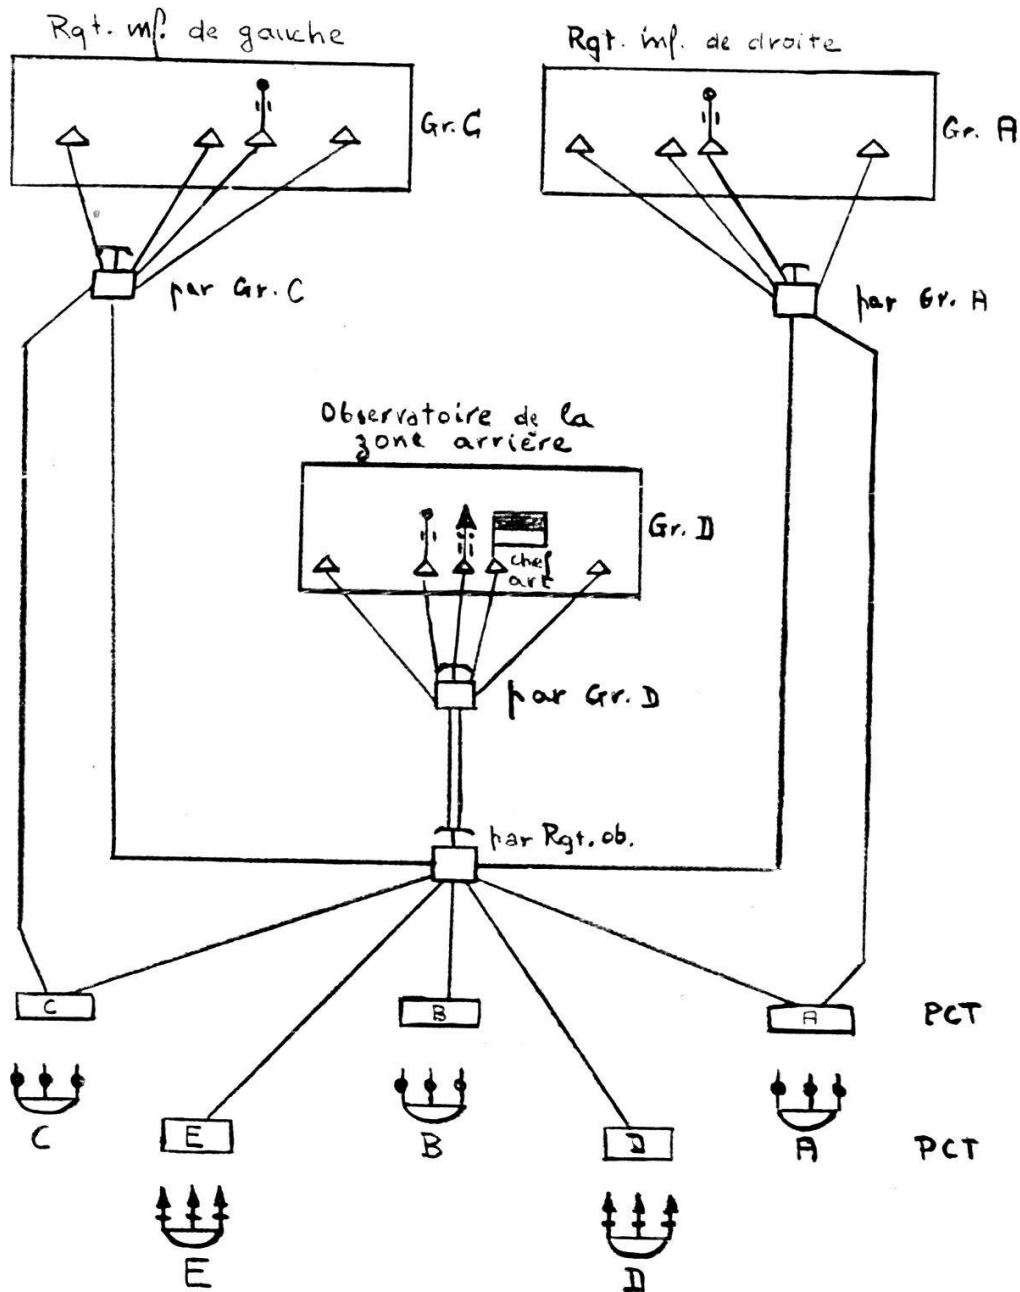 Rgt. inf. de gauche
Rgt. inf. de droite
Gr. C
Gr. A
par Gr. C
par Gr. A
Observatoire de la
zone arrière
Gr. D
chef
art
par Gr. D
par Rgt. ob.
C
B
A
PCT
C
E
B
D
A
PCT
E
D